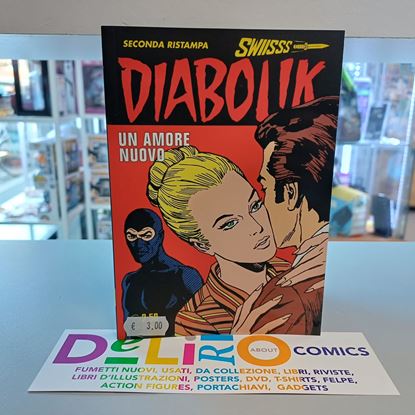 SECONDA RISTAMPA
SWIISSS
DIABOLIK
UN AMORE
NUOVO
€ 3,00
DELIRIO
ABOUT
COMICS
FUMETTI NUOVI, USATI, DA COLLEZIONE, LIBRI, RIVISTE,
LIBRI D'ILLUSTRAZIONI, POSTERS, DVD, T-SHIRTS, FELPE,
ACTION FIGURES, PORTACHIAVI, GADGETS